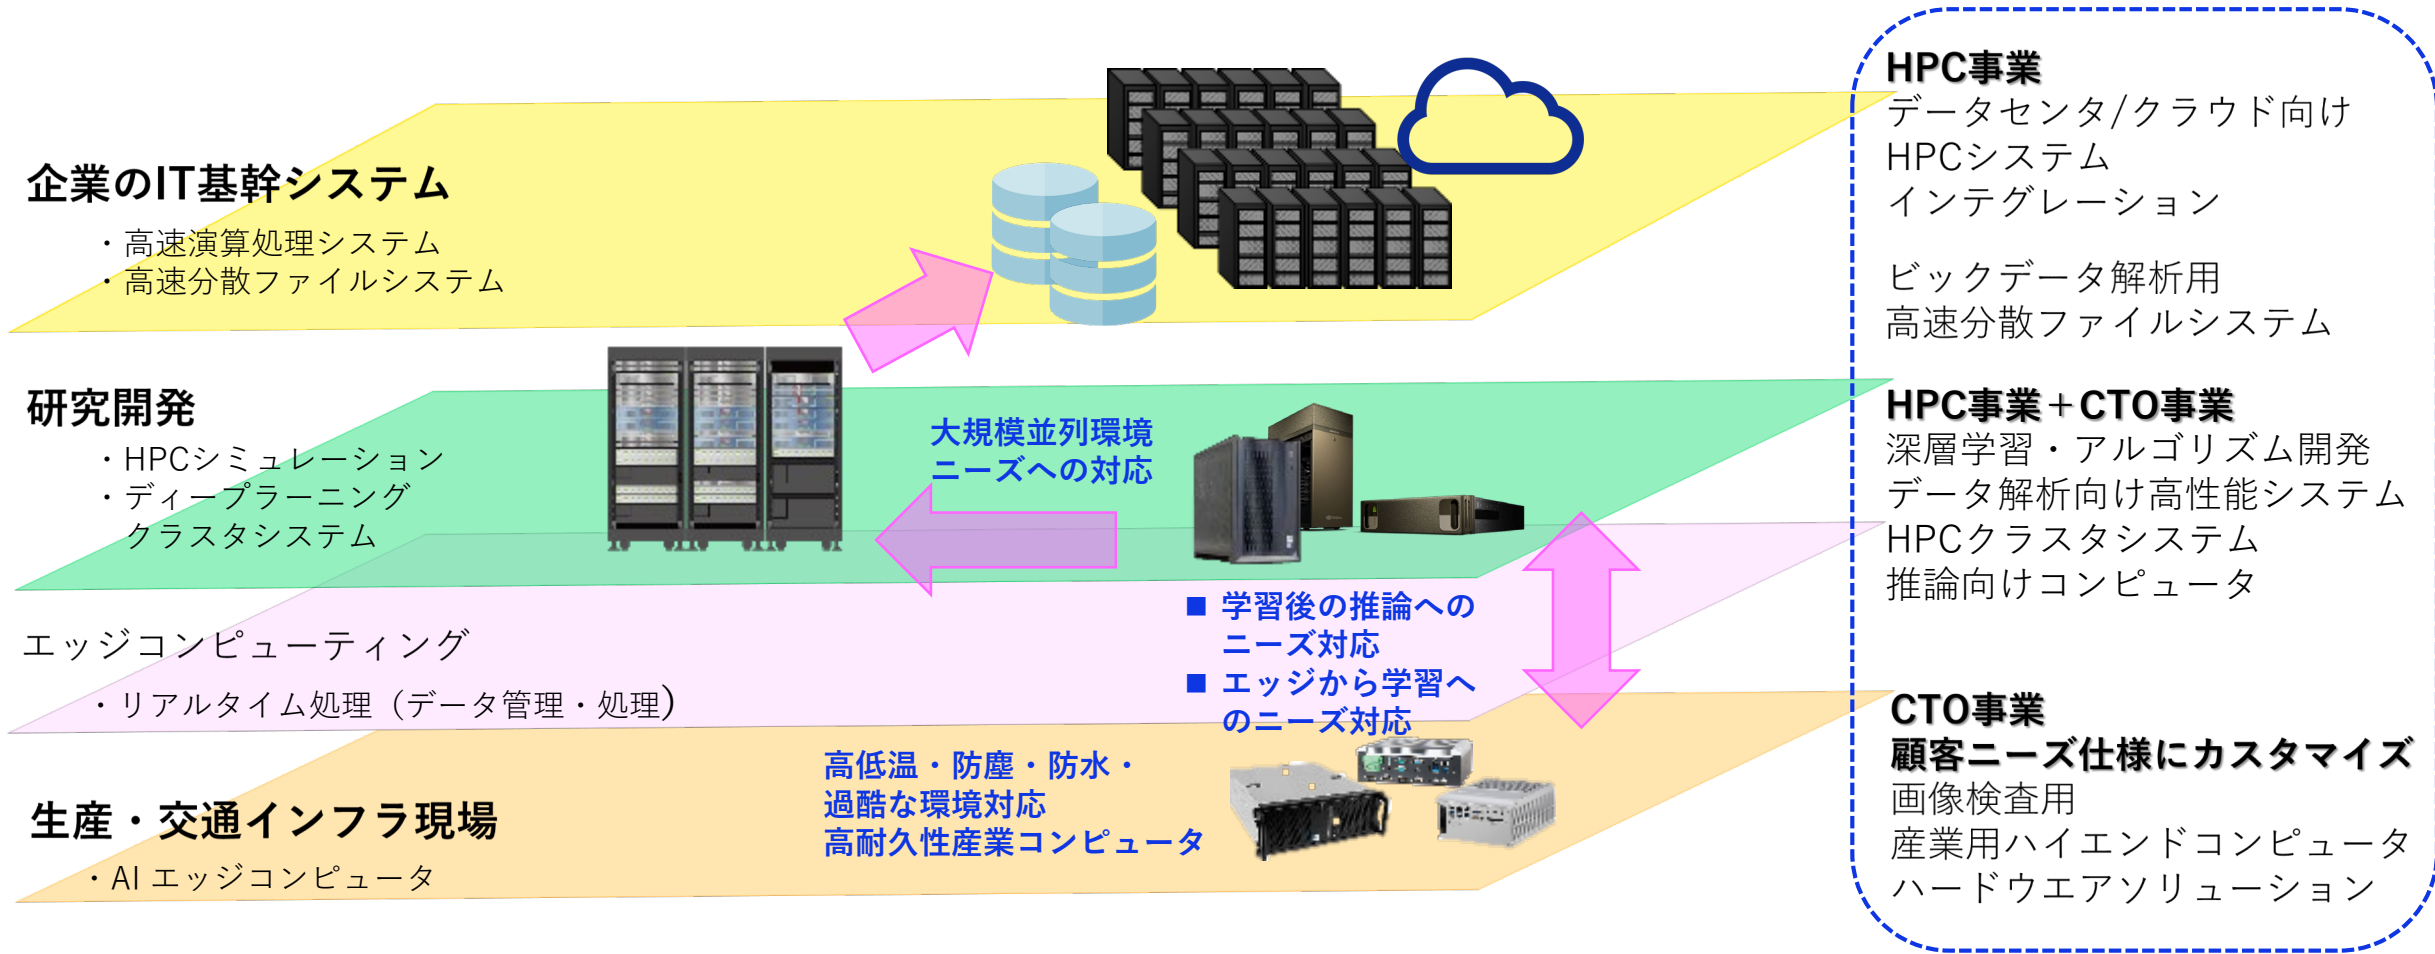 企業のIT基幹システム
・高速演算処理システム
・高速分散ファイルシステム
研究開発
・HPCシミュレーション
・ディープラーニング
クラスタシステム
大規模並列環境
ニーズへの対応
エッジコンピューティング
・リアルタイム処理（データ管理・処理）
■ 学習後の推論への
ニーズ対応
■ エッジから学習へ
のニーズ対応
生産・交通インフラ現場
・AI エッジコンピュータ
高低温・防塵・防水・
過酷な環境対応
高耐久性産業コンピュータ
HPC事業
データセンタ/クラウド向け
HPCシステム
インテグレーション
ビックデータ解析用
高速分散ファイルシステム
HPC事業＋CTO事業
深層学習・アルゴリズム開発
データ解析向け高性能システム
HPCクラスタシステム
推論向けコンピュータ
CTO事業
顧客ニーズ仕様にカスタマイズ
画像検査用
産業用ハイエンドコンピュータ
ハードウエアソリューション